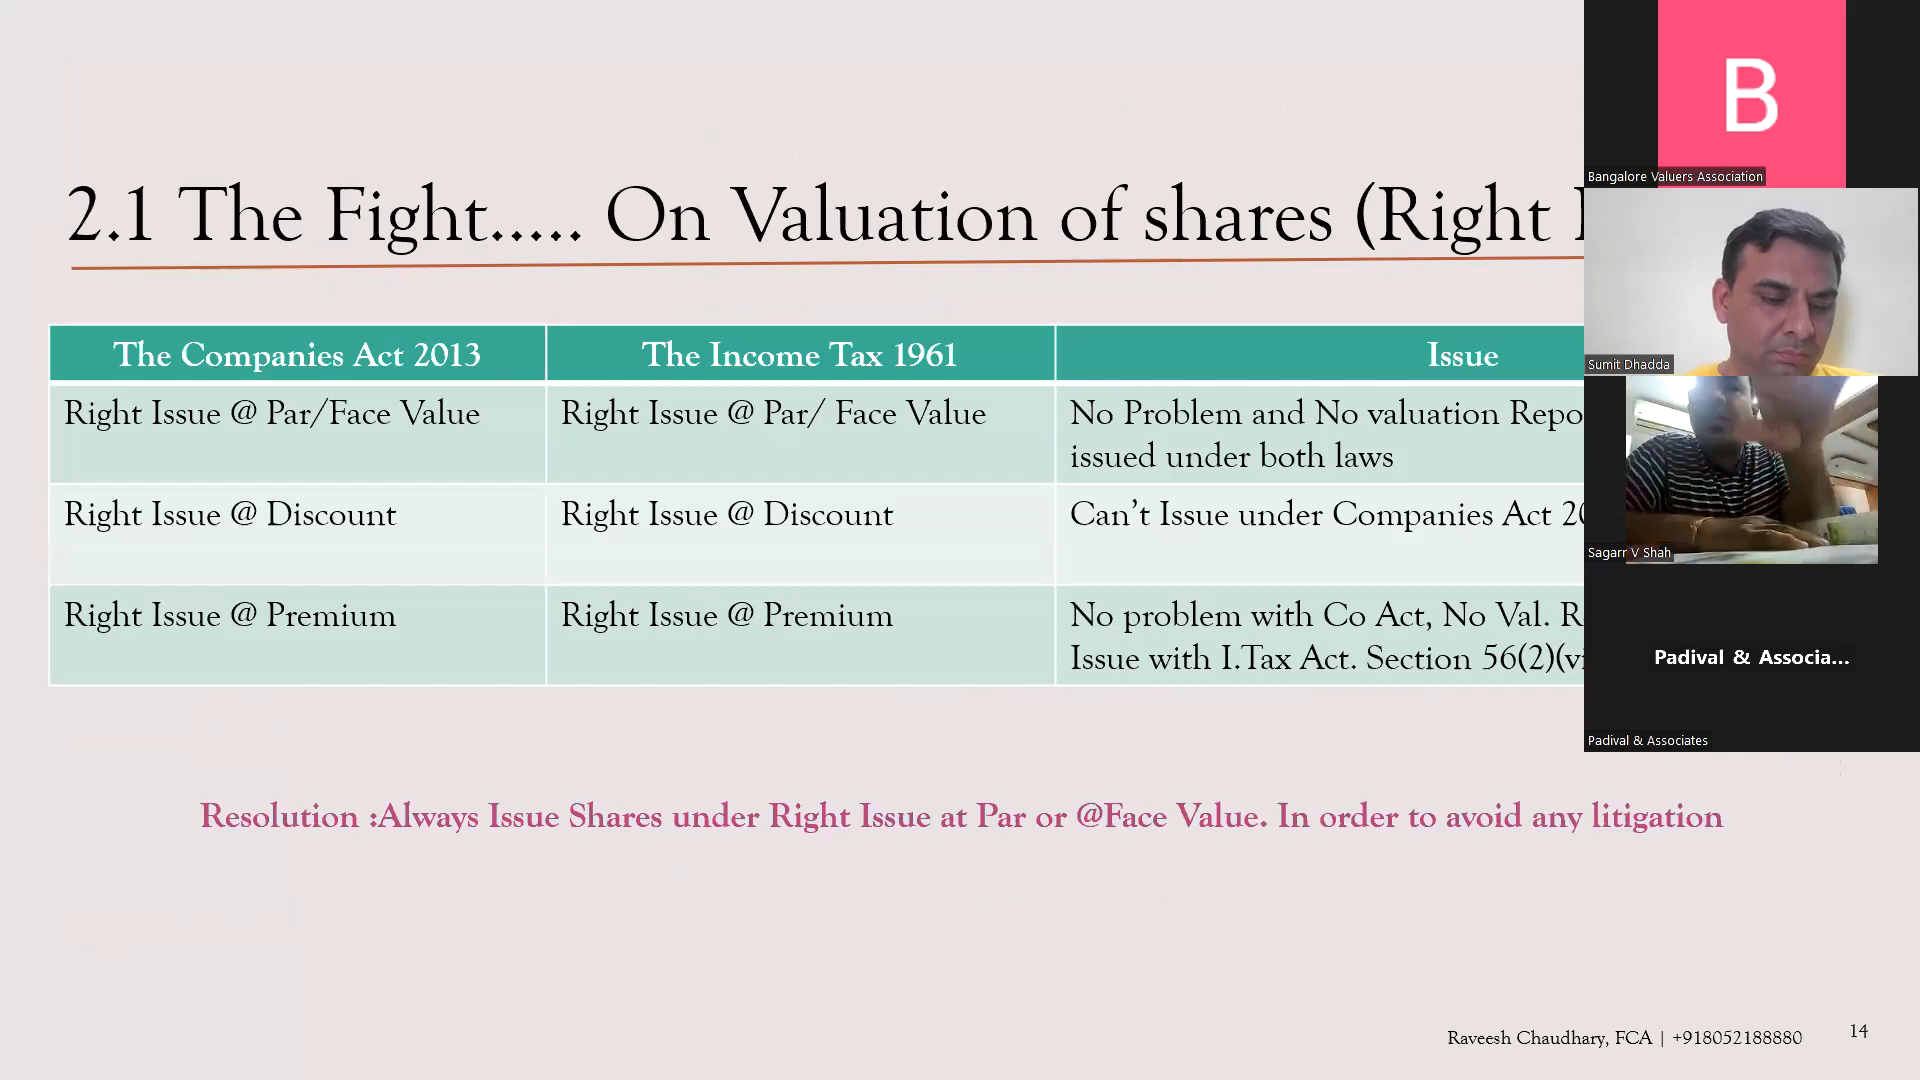 2.1 The Fight..... On Valuation of shares (Right
The Companies Act 2013
The Income Tax 1961
Issue
Right Issue @ Par/Face Value
Right Issue @ Par/ Face Value
No Problem and No valuation
issued under both laws
Right Issue @ Discount
Right Issue @ Discount
Can't Issue under Companies Act
Right Issue @ Premium
Right Issue @ Premium
No problem with Co Act, No Val.
Issue with I.Tax Act. Section
Resolution :Always Issue Shares under Right Issue at Par or @Face Value. In order to avoid any litigation
Raveesh Chaudhary, FCA | +918052188880
14
B
Bangalore Valuers Association
Sumit Dhadda
Sagarr V Shah
Padival & Associa...
Padival & Associates